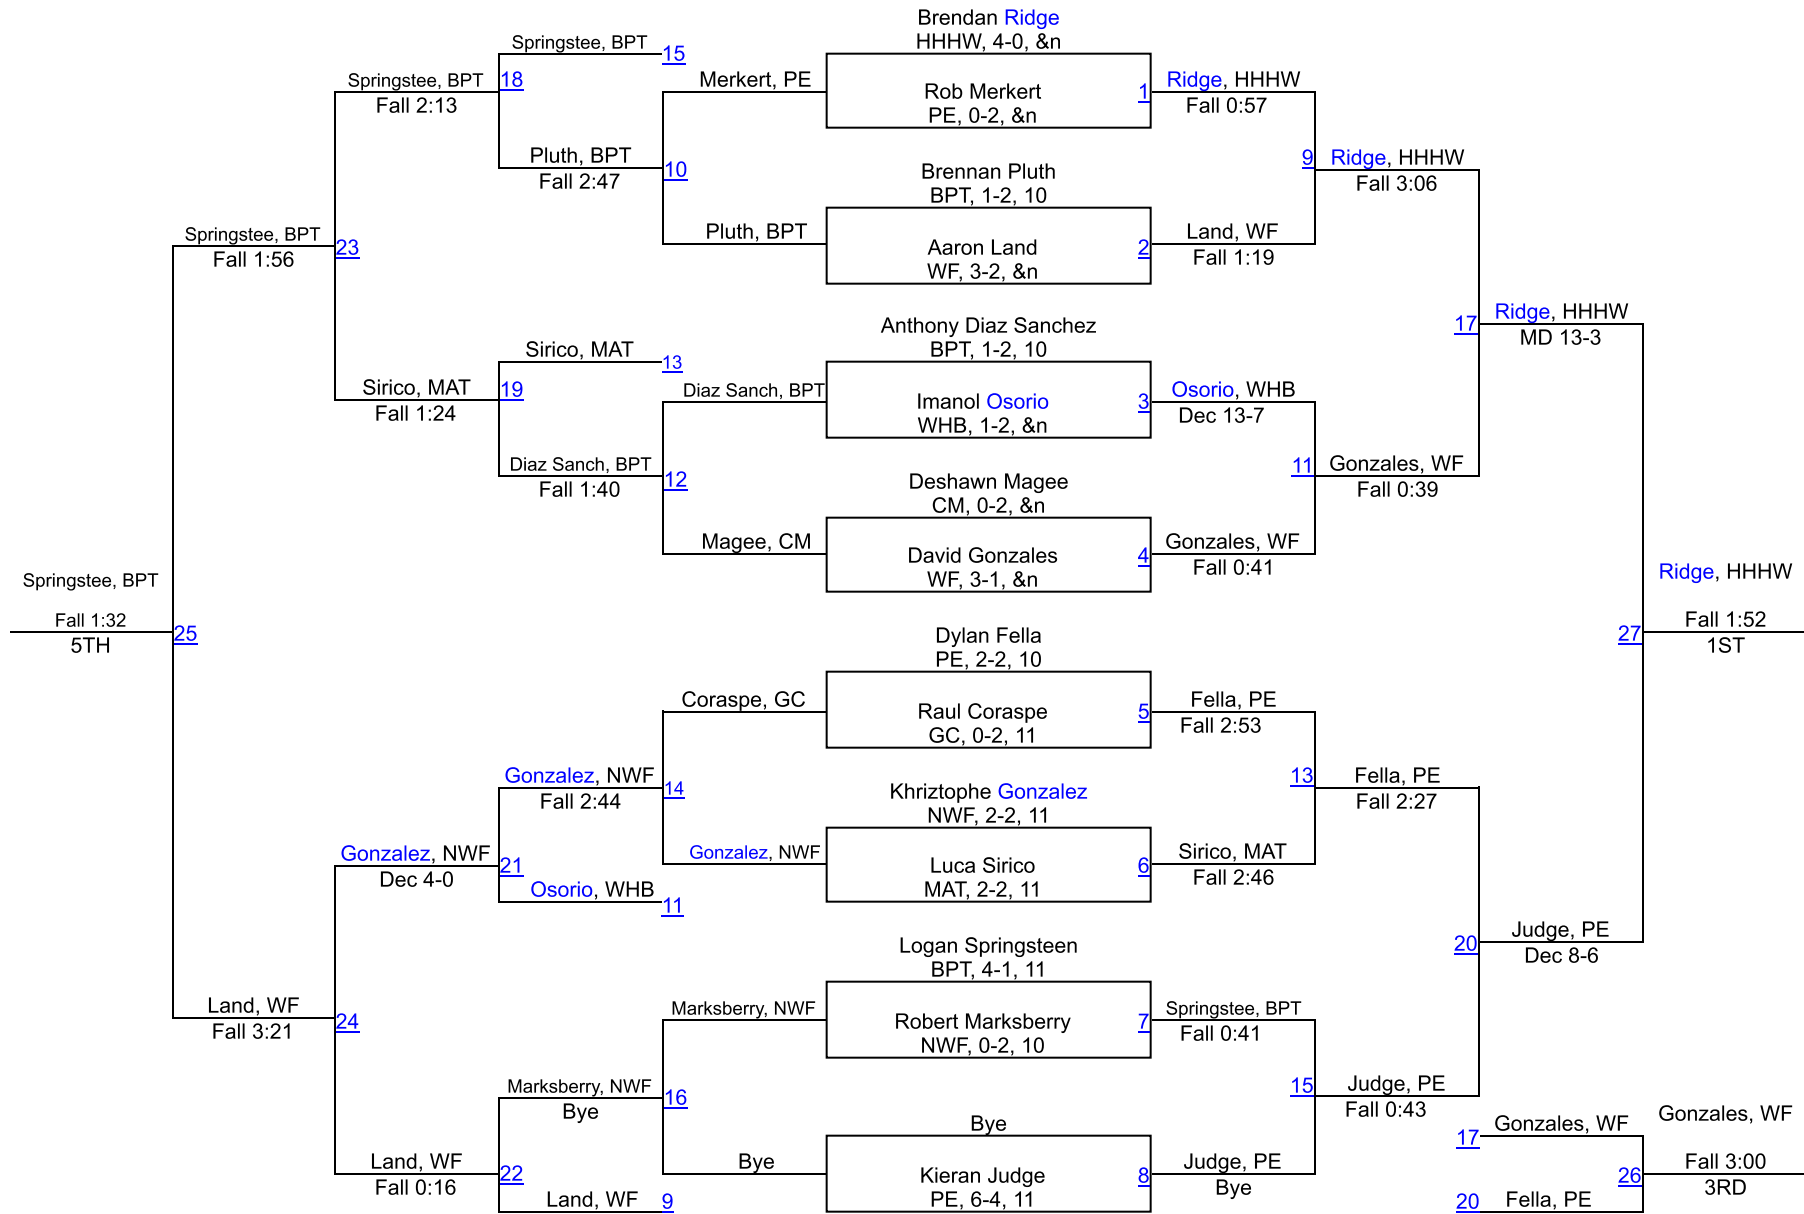 Brendan Ridge
HHHW, 4-0, &n
Springstee, BPT
15
Springstee, BPT
18
Fall 2:13
Merkert, PE
Rob Merkert
PE, 0-2, &n
1
Ridge, HHHW
Fall 0:57
Pluth, BPT
Fall 2:47
10
Brennan Pluth
BPT, 1-2, 10
9
Ridge, HHHW
Fall 3:06
Springstee, BPT
Fall 1:56
23
Pluth, BPT
Aaron Land
WF, 3-2, &n
2
Land, WF
Fall 1:19
Anthony Diaz Sanchez
BPT, 1-2, 10
17
Ridge, HHHW
MD 13-3
Sirico, MAT
13
Sirico, MAT
Fall 1:24
19
Diaz Sanch, BPT
Imanol Osorio
WHB, 1-2, &n
3
Osorio, WHB
Dec 13-7
Diaz Sanch, BPT
Fall 1:40
12
Deshawn Magee
CM, 0-2, &n
11
Gonzales, WF
Fall 0:39
Magee, CM
David Gonzales
WF, 3-1, &n
4
Gonzales, WF
Fall 0:41
Springstee, BPT
Fall 1:32
5TH
25
Ridge, HHHW
27
Fall 1:52
1ST
Dylan Fella
PE, 2-2, 10
Coraspe, GC
Raul Coraspe
GC, 0-2, 11
5
Fella, PE
Fall 2:53
Gonzalez, NWF
Fall 2:44
14
Khriztophe Gonzalez
NWF, 2-2, 11
13
Fella, PE
Fall 2:27
Gonzalez, NWF
Dec 4-0
21
Gonzalez, NWF
Luca Sirico
MAT, 2-2, 11
6
Sirico, MAT
Fall 2:46
Osorio, WHB
11
Logan Springsteen
BPT, 4-1, 11
20
Judge, PE
Dec 8-6
Land, WF
Fall 3:21
24
Marksberry, NWF
Robert Marksberry
NWF, 0-2, 10
7
Springstee, BPT
Fall 0:41
Marksberry, NWF
Bye
16
15
Judge, PE
Fall 0:43
Bye
Gonzales, WF
17
Gonzales, WF
Land, WF
Fall 0:16
22
Bye
Kieran Judge
PE, 6-4, 11
8
Judge, PE
Bye
26
Fall 3:00
3RD
Land, WF
9
20
Fella, PE